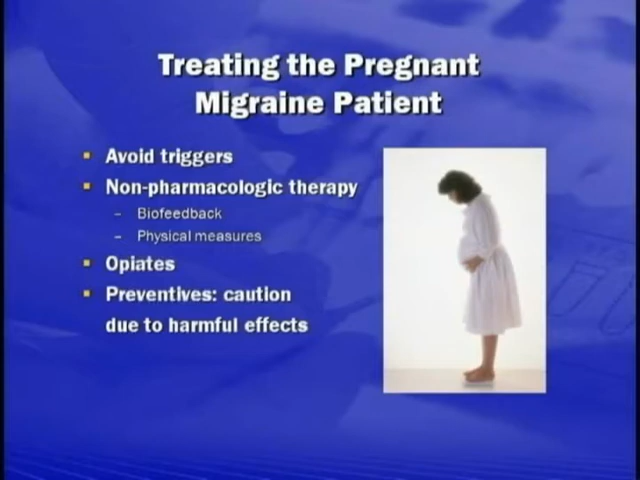 Treating the Pregnant
Migraine Patient
Avoid triggers
Non-pharmacologic therapy
– Biofeedback
– Physical measures
Opiates
Preventives: caution
due to harmful effects